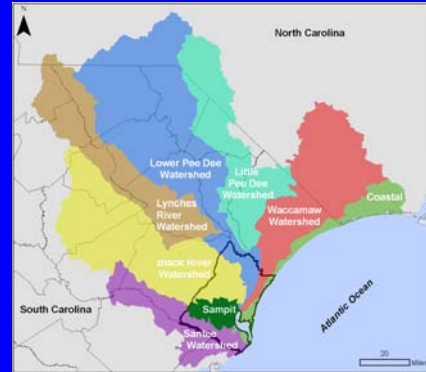 North Carolina
Lower Pee Dee
Watershed
Little
Pee Dee
Watershed
Waccamaw
Watershed
Coastal
Lynches
River
Watershed
Black River
Watershed
Sampit
South Carolina
Santee
Watershed
Atlantic Ocean
20
Miles